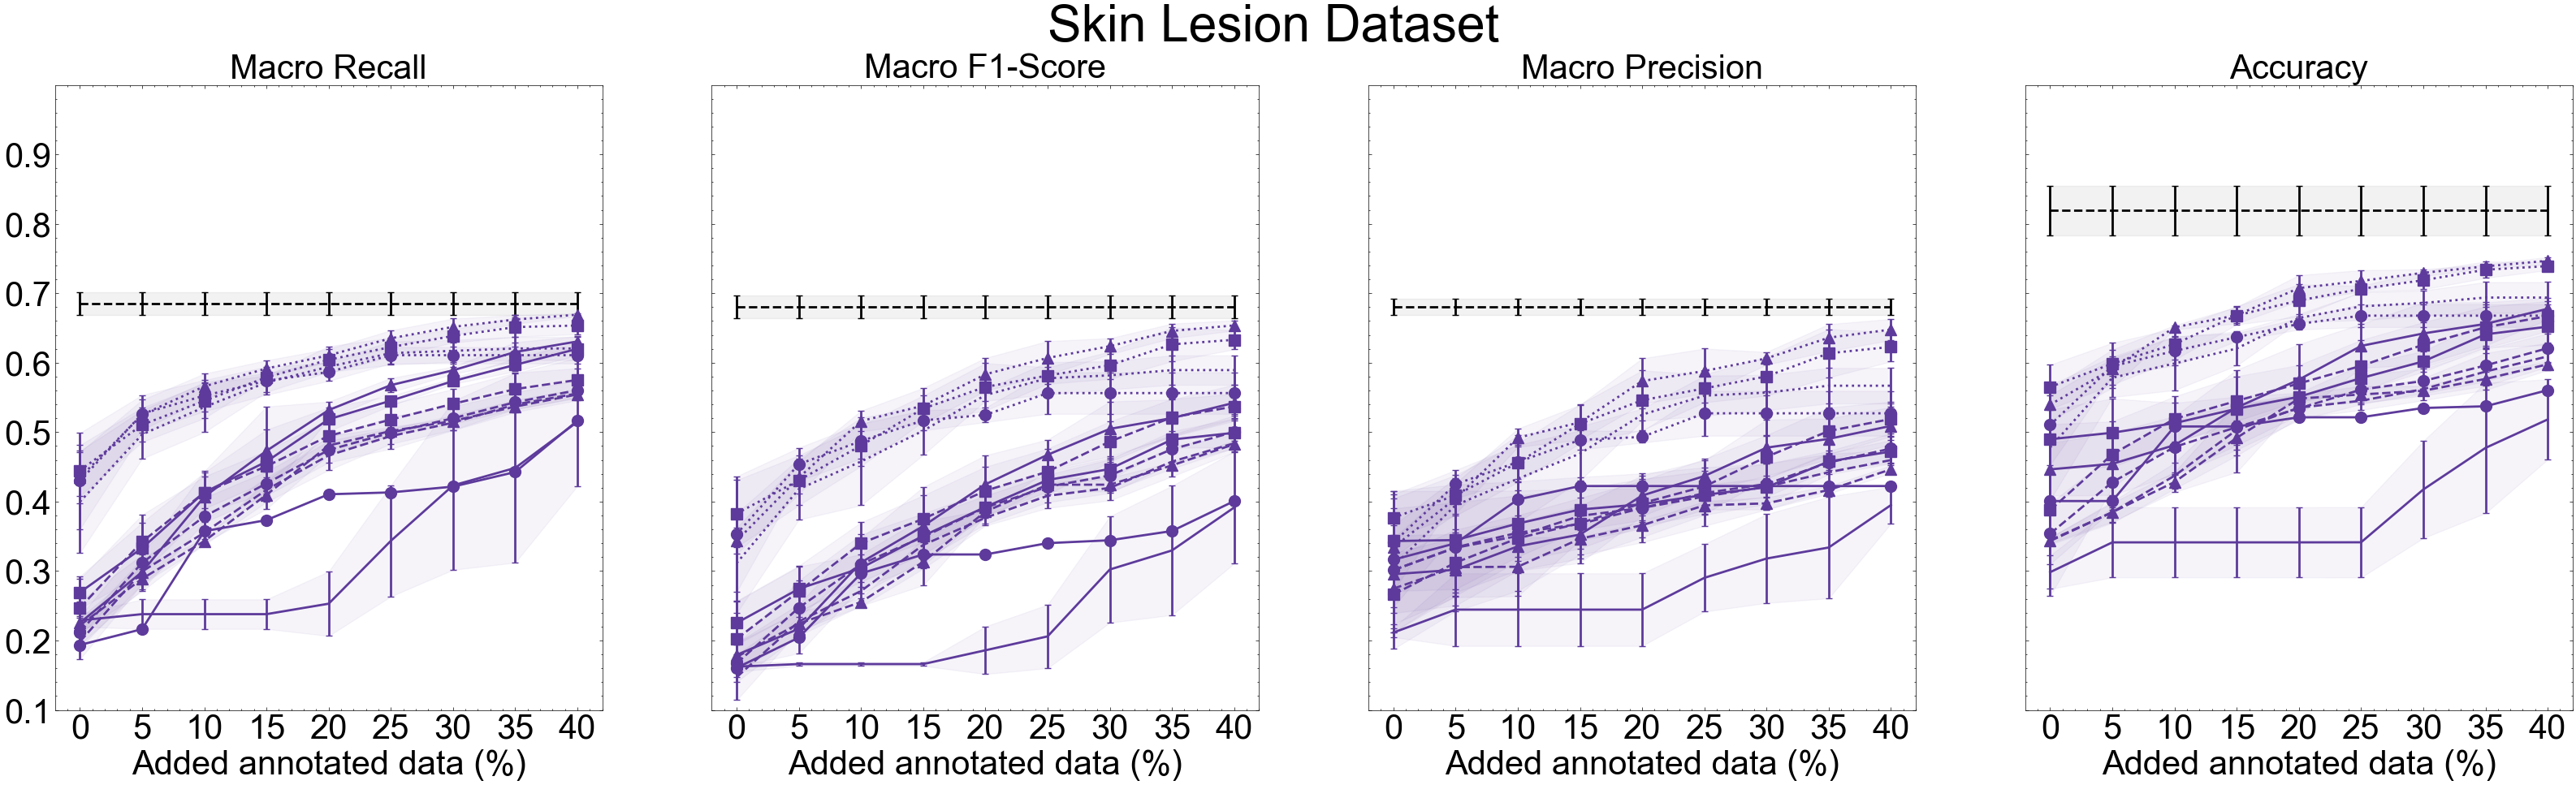 Skin Lesion Dataset
Macro Recall
Macro F1-Score
Macro Precision
Accuracy
0.9
0.8
0.7
0.6
0.5
0.4
0.3
0.2
0.1
0 5 10 15 20 25 30 35 40
0 5 10 15 20 25 30 35 40
0 5 10 15 20 25 30 35 40
0 5 10 15 20 25 30 35 40
Added annotated data (%)
Added annotated data (%)
Added annotated data (%)
Added annotated data (%)